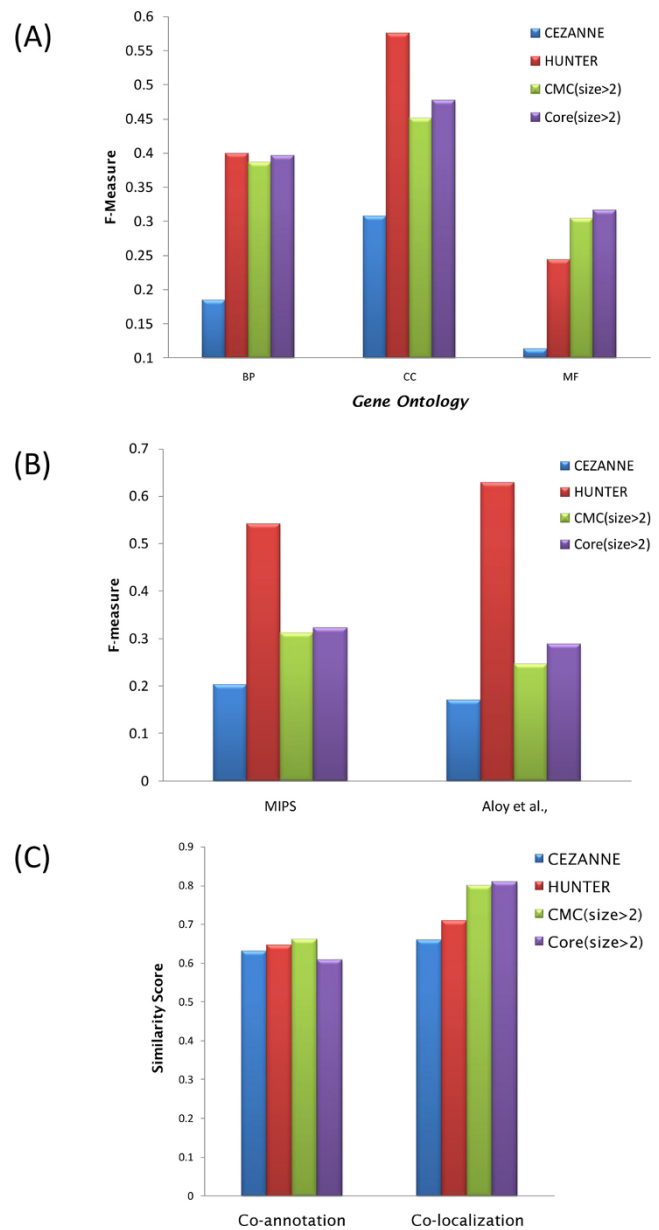 (A)
0.6
0.55
0.5
0.45
0.4
0.35
0.3
0.25
0.2
0.15
0.1
F-Measure
CEZANNE
HUNTER
CMC(size>2)
Core(size>2)
BP CC MF
Gene Ontology
(B)
0.7
0.6
0.5
0.4
0.3
0.2
0.1
0
F-measure
CEZANNE
HUNTER
CMC(size>2)
Core(size>2)
MIPS Aloy et al.,
(C)
0.9
0.8
0.7
0.6
0.5
0.4
0.3
0.2
0.1
0
Similarity Score
CEZANNE
HUNTER
CMC(size>2)
Core(size>2)
Co-annotation Co-localization